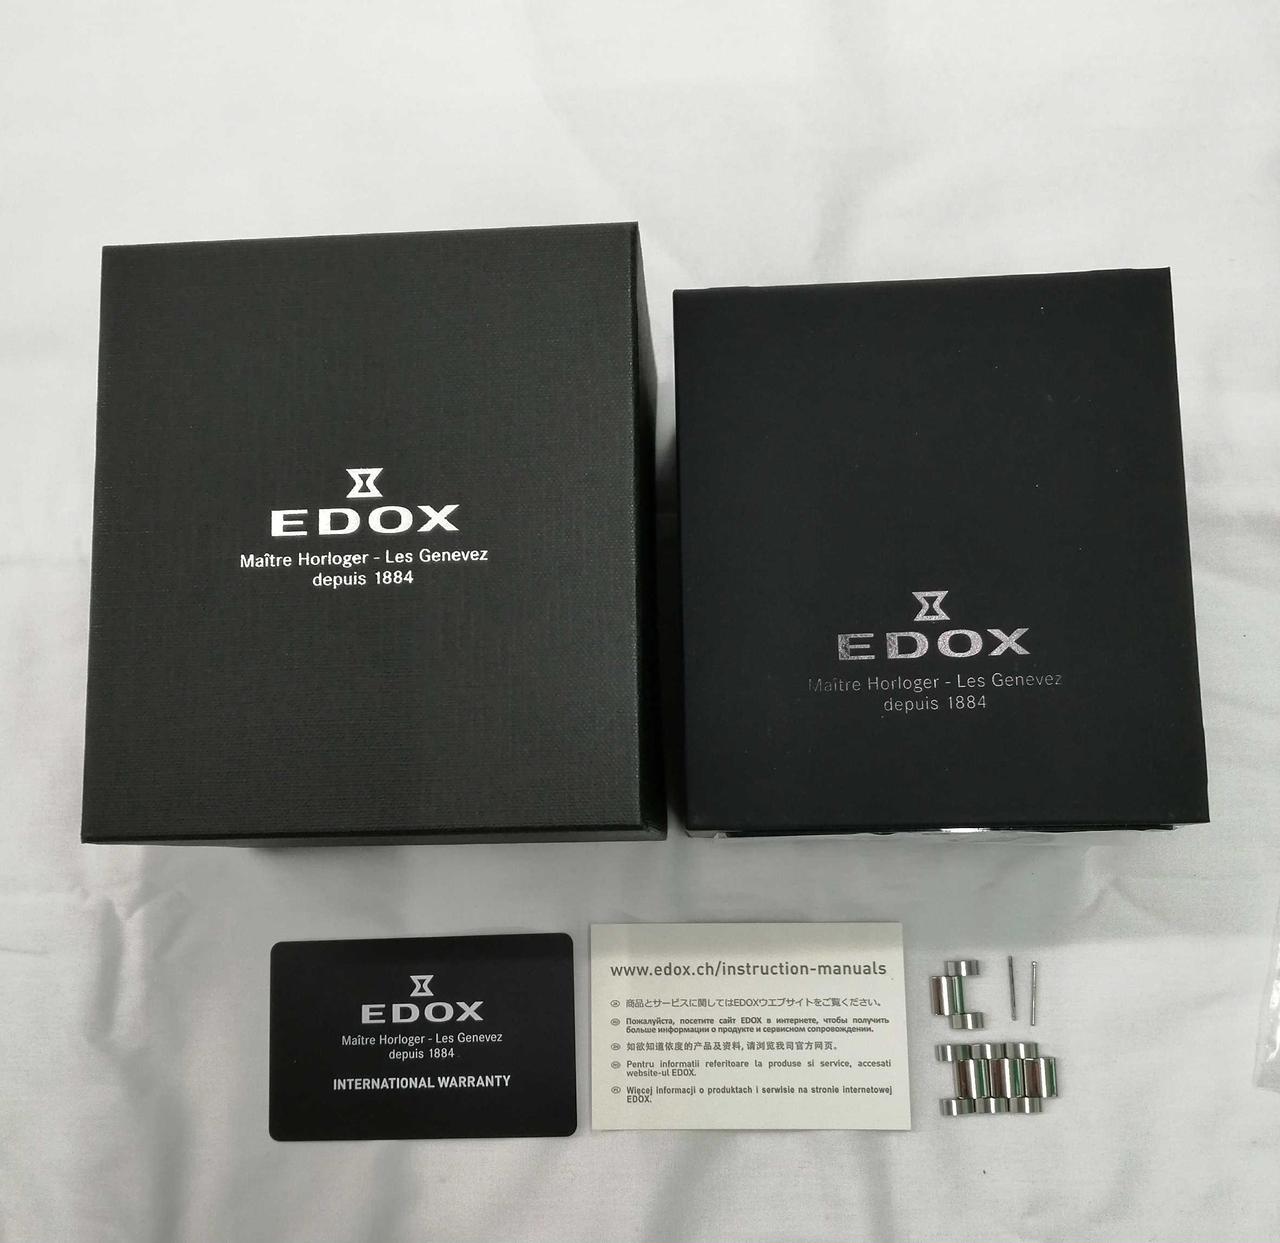 EDOX
Maître Horloger - Les Genevez
depuis 1884
EDOX
Maître Horloger - Les Genevez
depuis 1884
EDOX
Maître Horloger - Les Genevez
depuis 1884
INTERNATIONAL WARRANTY
www.edox.ch/instruction-manuals
商品とサービスに関してはEDOXウエブサイトをご覧ください。
Пожалуйста, посетите сайт EDOX в интернете, чтобы получить
больше информации о продукте и сервисном сопровождении.
如欲知道依度的产品及资料, 请浏览我司官方网页。
Pentru informatii referitoare la produse si service, accesati
website-ul EDOX.
Więcej informacji o produktach i serwisie na stronie internetowej
EDOX.